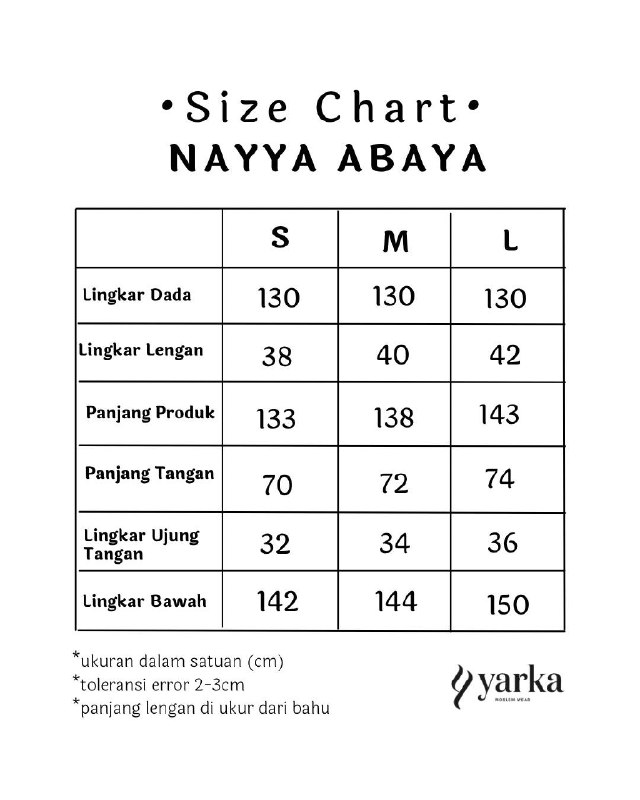 •Size Chart•
NAYYA ABAYA
S M L
Lingkar Dada 130 130 130
Lingkar Lengan 38 40 42
Panjang Produk 133 138 143
Panjang Tangan 70 72 74
Lingkar Ujung
Tangan 32 34 36
Lingkar Bawah 142 144 150
*ukuran dalam satuan (cm)
*toleransi error 2-3cm
*panjang lengan di ukur dari bahu
yarka
MOSLEM WEAR